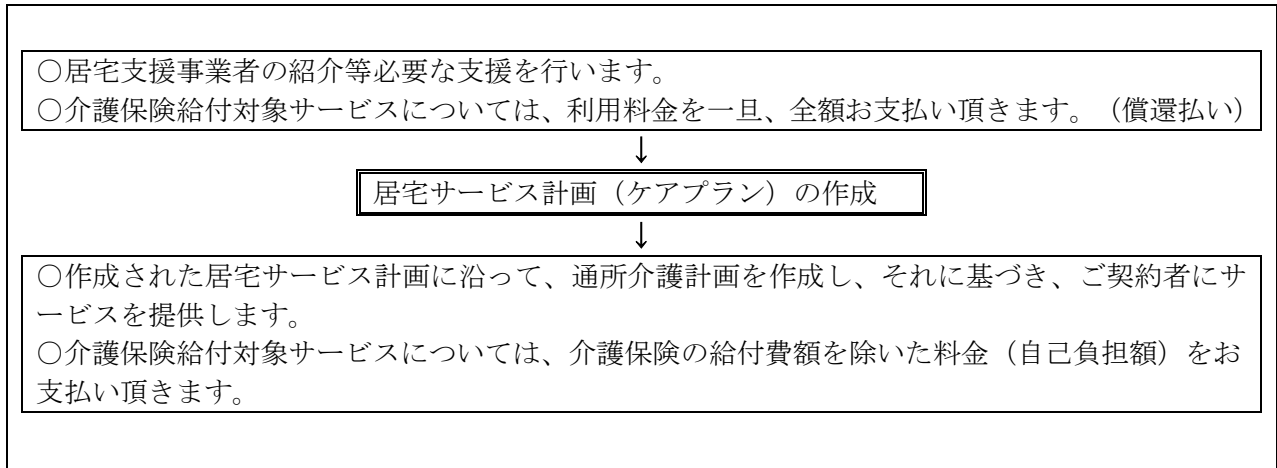 ○居宅支援事業者の紹介等必要な支援を行います。
○介護保険給付対象サービスについては、利用料金を一旦、全額お支払い頂きます。（償還払い）
↓
居宅サービス計画（ケアプラン）の作成
↓
○作成された居宅サービス計画に沿って、通所介護計画を作成し、それに基づき、ご契約者にサ
ービスを提供します。
○介護保険給付対象サービスについては、介護保険の給付費額を除いた料金（自己負担額）をお
支払い頂きます。